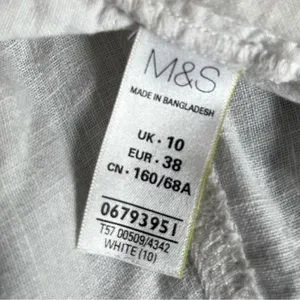 M&S
MADE IN BANGLADESH
UK · 10
EUR · 38
CN · 160/68A
06793951
T57 00509/4342
WHITE (10)